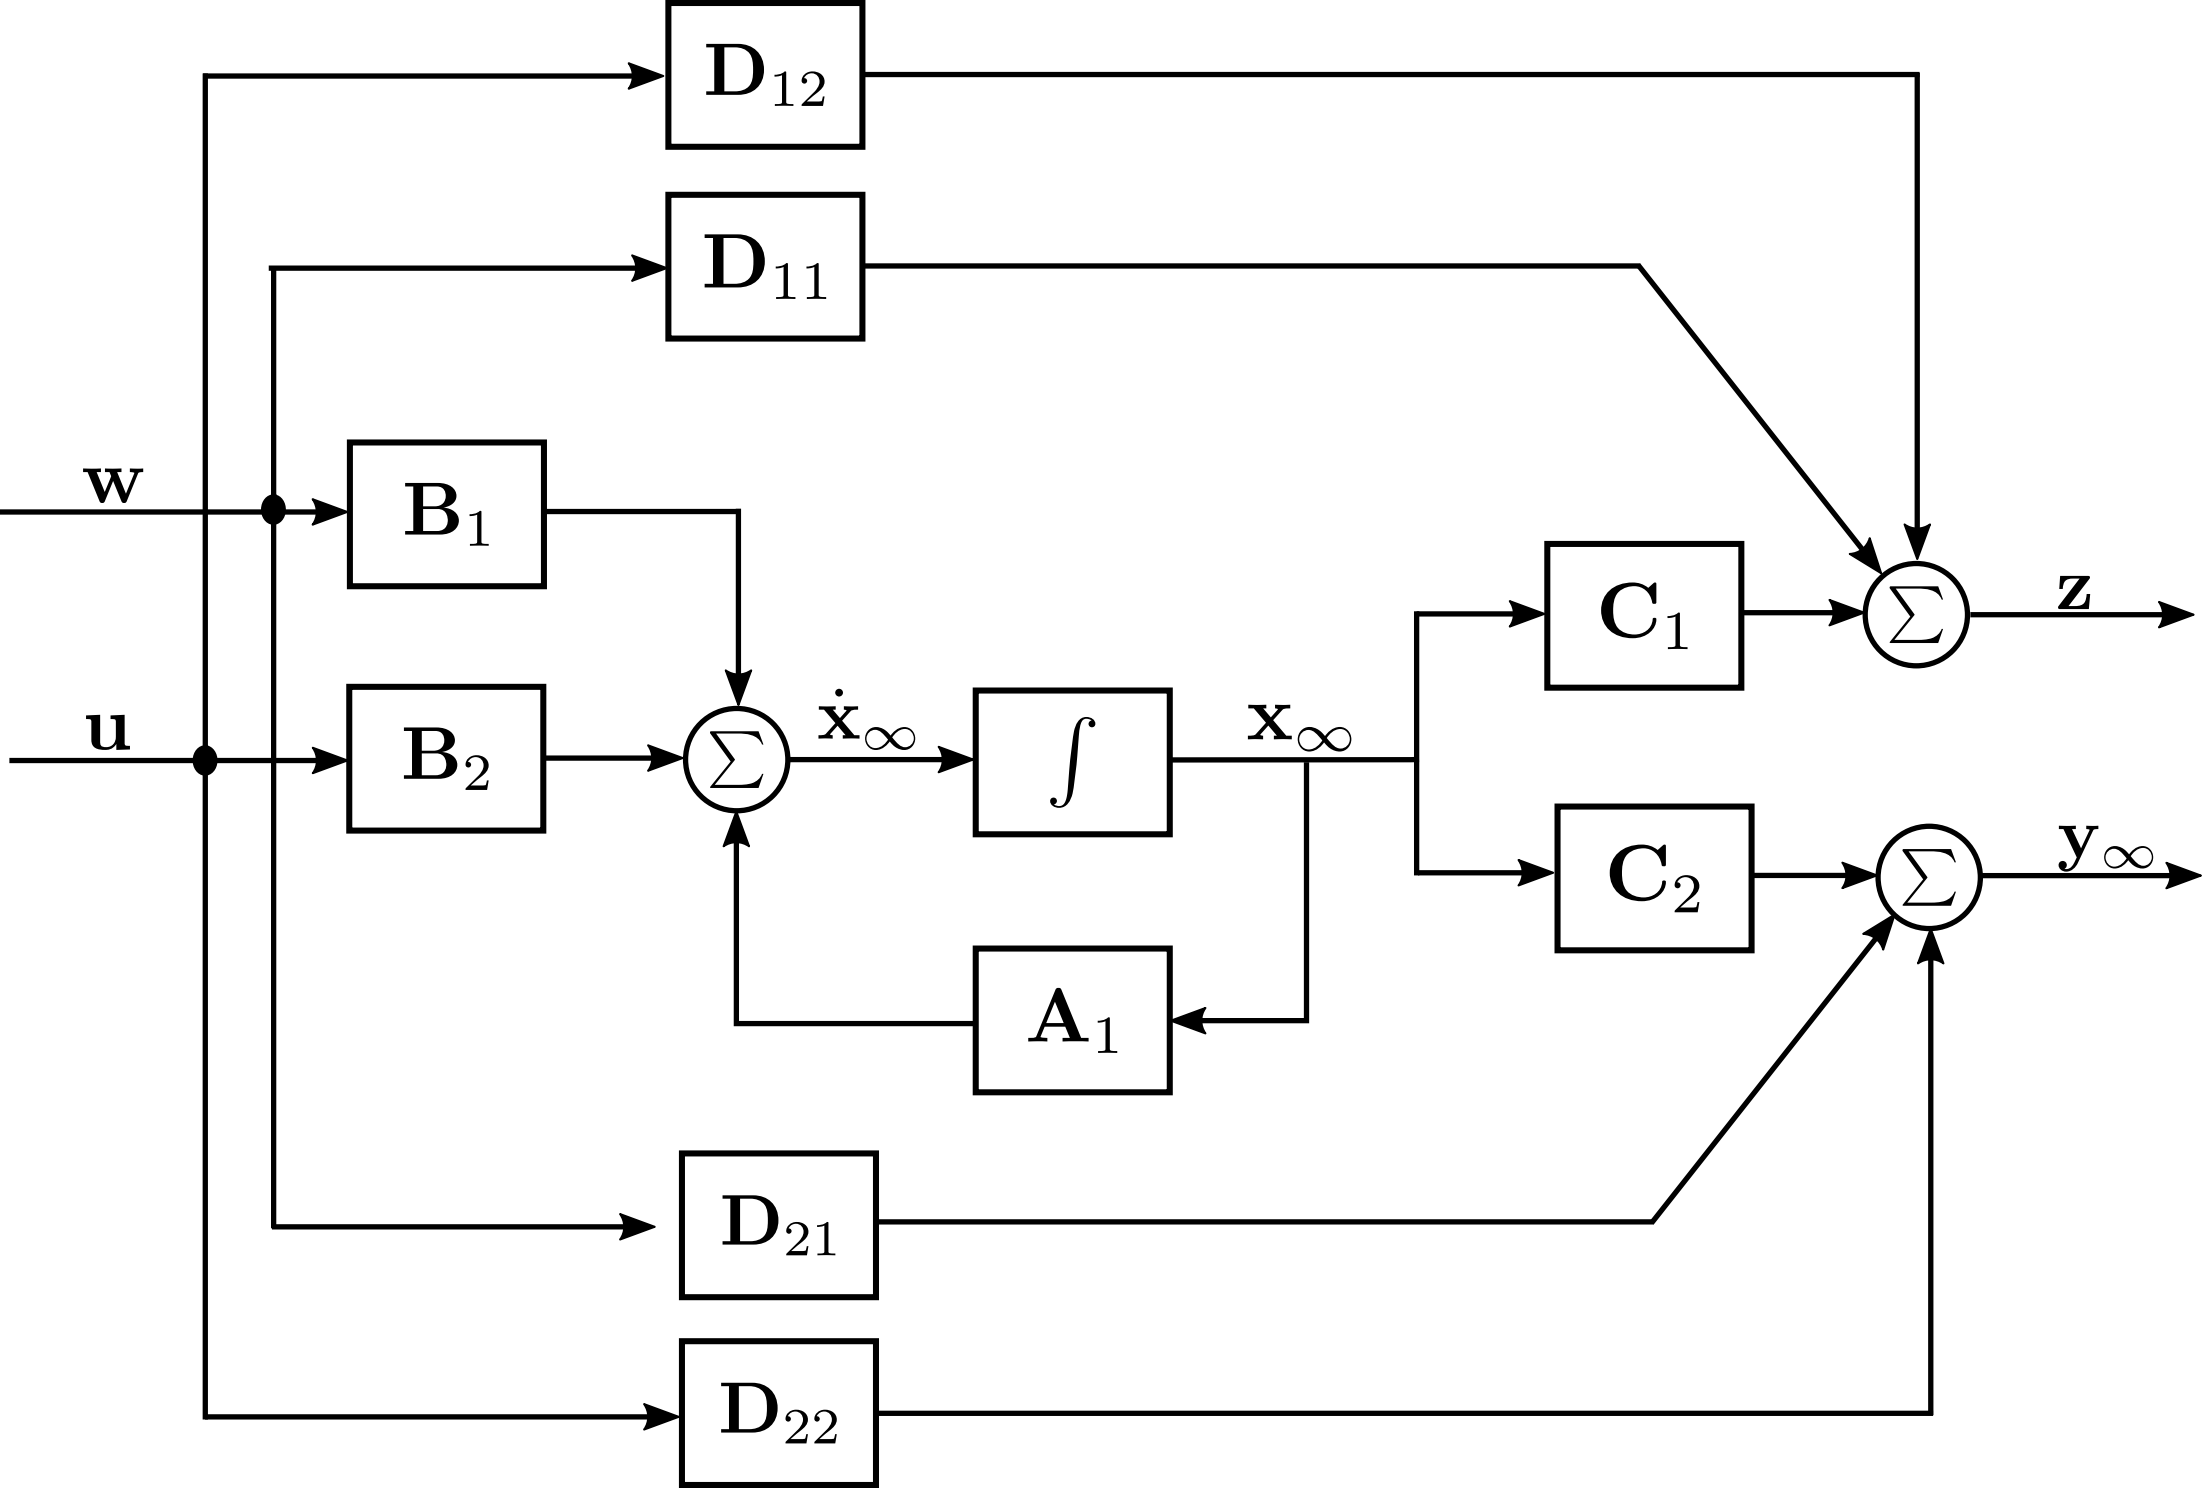 D₁₂
D₁₁
w
B₁
C₁
Σ
z
u
B₂
Σ
ẋ∞
∫
x∞
C₂
Σ
y∞
A₁
D₂₁
D₂₂